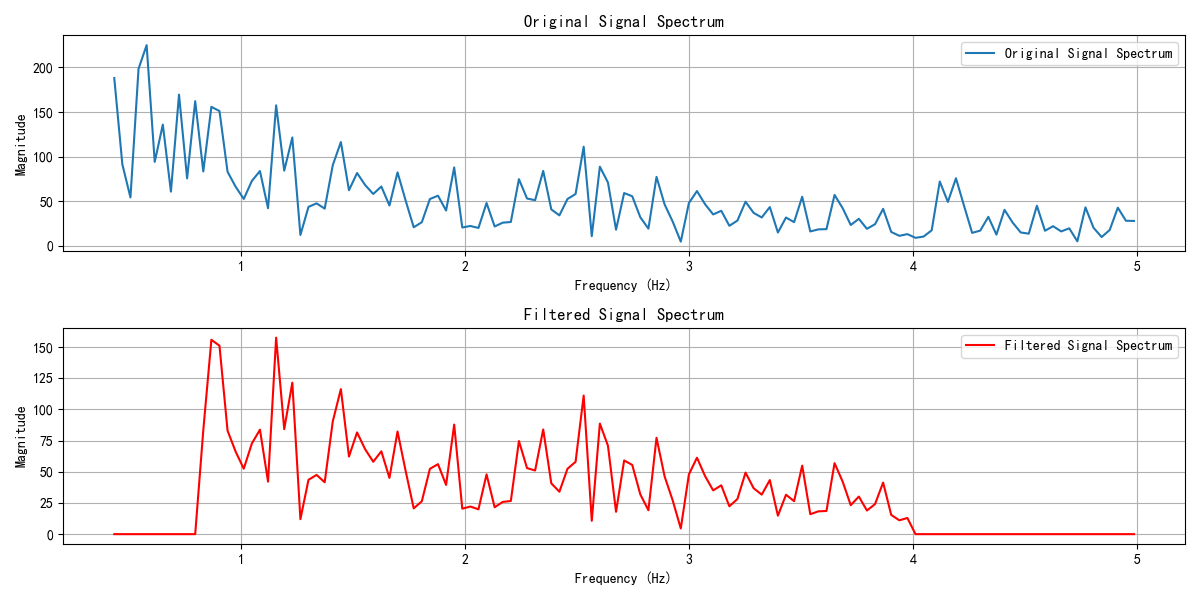 Original Signal Spectrum
Original Signal Spectrum
Magnitude
200
150
100
50
0
1
2
3
4
5
Frequency (Hz)
Filtered Signal Spectrum
Filtered Signal Spectrum
Magnitude
150
125
100
75
50
25
0
1
2
3
4
5
Frequency (Hz)